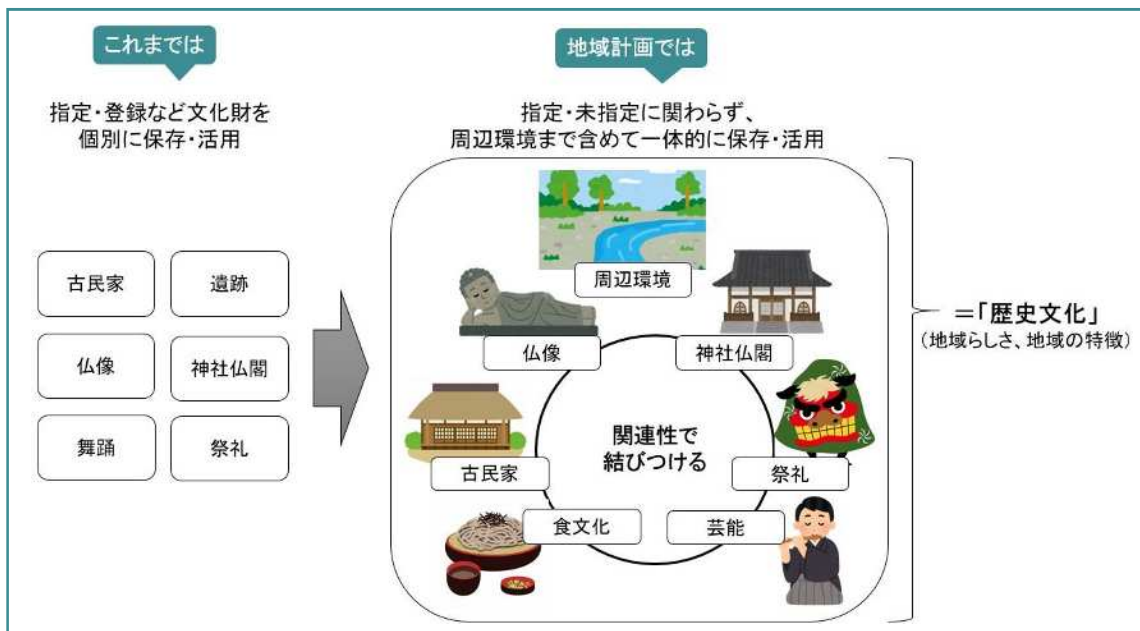 これまでは
指定・登録など文化財を
個別に保存・活用
古民家
遺跡
仏像
神社仏閣
舞踊
祭礼
地域計画では
指定・未指定に関わらず、
周辺環境まで含めて一体的に保存・活用
周辺環境
仏像
神社仏閣
古民家
関連性で
結びつける
祭礼
食文化
芸能
＝「歴史文化」
(地域らしさ、地域の特徴)